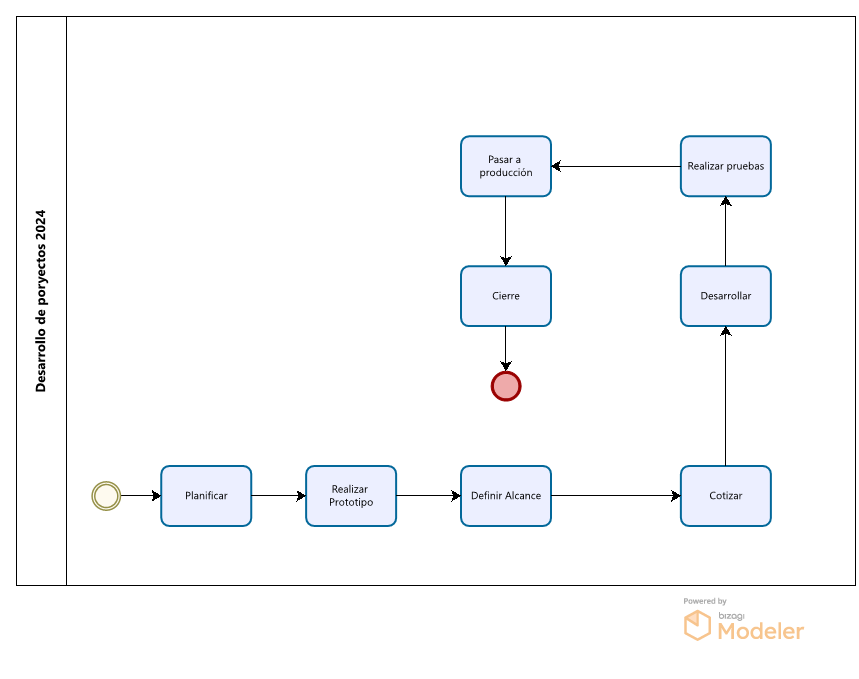 Desarrollo de poryectos 2024
Pasar a
producción
Realizar pruebas
Cierre
Desarrollar
Planificar
Realizar
Prototipo
Definir Alcance
Cotizar
Powered by
bizagi
Modeler